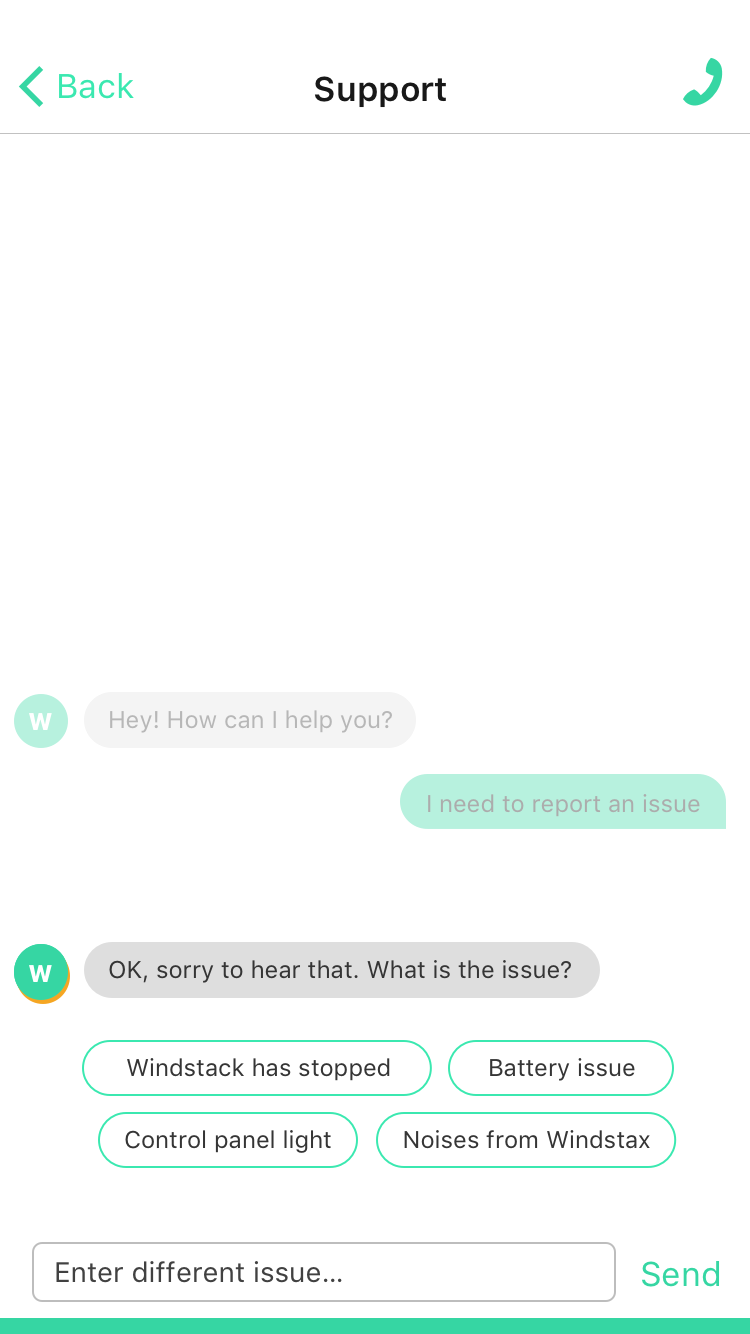 Back
Support
W
Hey! How can I help you?
I need to report an issue
W
OK, sorry to hear that. What is the issue?
Windstack has stopped
Battery issue
Control panel light
Noises from Windstax
Enter different issue...
Send